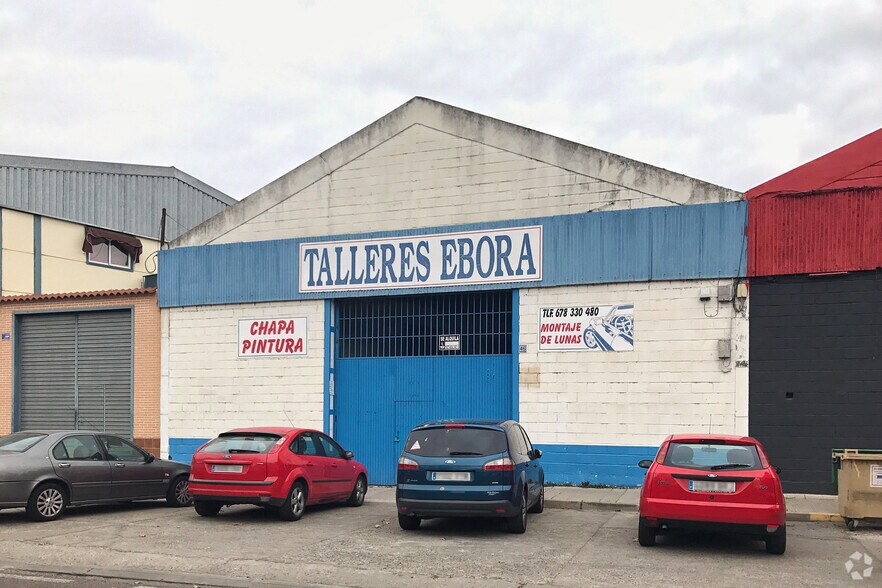 TALLERES EBORA
CHAPA
PINTURA
SE ALQUILA
TLF. 678 330 480
MONTAJE
DE LUNAS